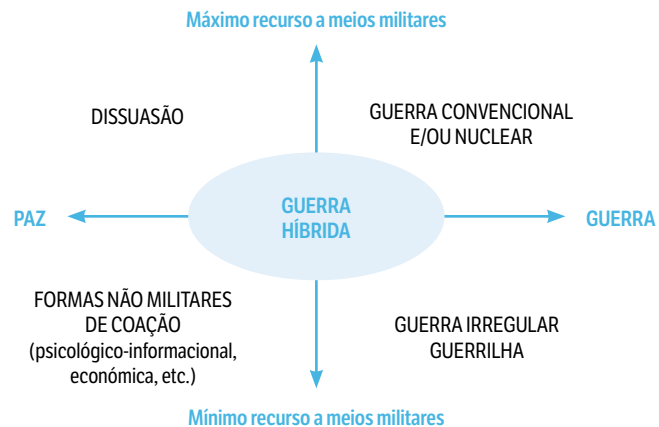 Máximo recurso a meios militares
DISSUASÃO
GUERRA CONVENCIONAL
E/OU NUCLEAR
PAZ
GUERRA
HÍBRIDA
GUERRA
FORMAS NÃO MILITARES
DE COAÇÃO
(psicológico-informacional,
económica, etc.)
GUERRA IRREGULAR
GUERRILHA
Mínimo recurso a meios militares